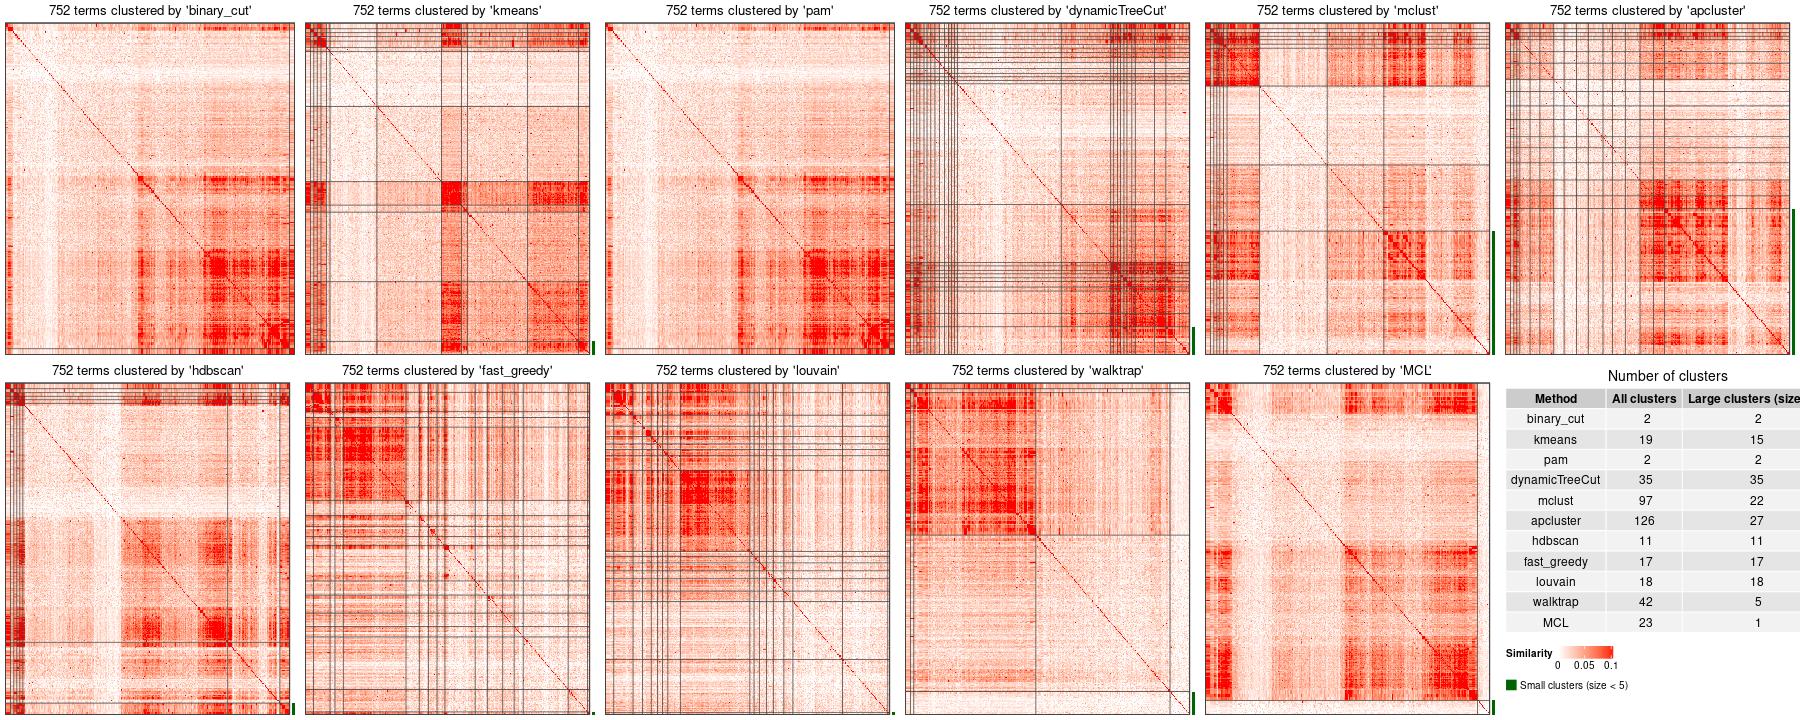 752 terms clustered by 'binary_cut'
752 terms clustered by 'kmeans'
752 terms clustered by 'pam'
752 terms clustered by 'dynamicTreeCut'
752 terms clustered by 'mclust'
752 terms clustered by 'apcluster'
752 terms clustered by 'hdbscan'
752 terms clustered by 'fast_greedy'
752 terms clustered by 'louvain'
752 terms clustered by 'walktrap'
752 terms clustered by 'MCL'
Number of clusters
Method All clusters Large clusters (size
binary_cut 2 2
kmeans 19 15
pam 2 2
dynamicTreeCut 35 35
mclust 97 22
apcluster 126 27
hdbscan 11 11
fast_greedy 17 17
louvain 18 18
walktrap 42 5
MCL 23 1
Similarity
0 0.05 0.1
Small clusters (size < 5)